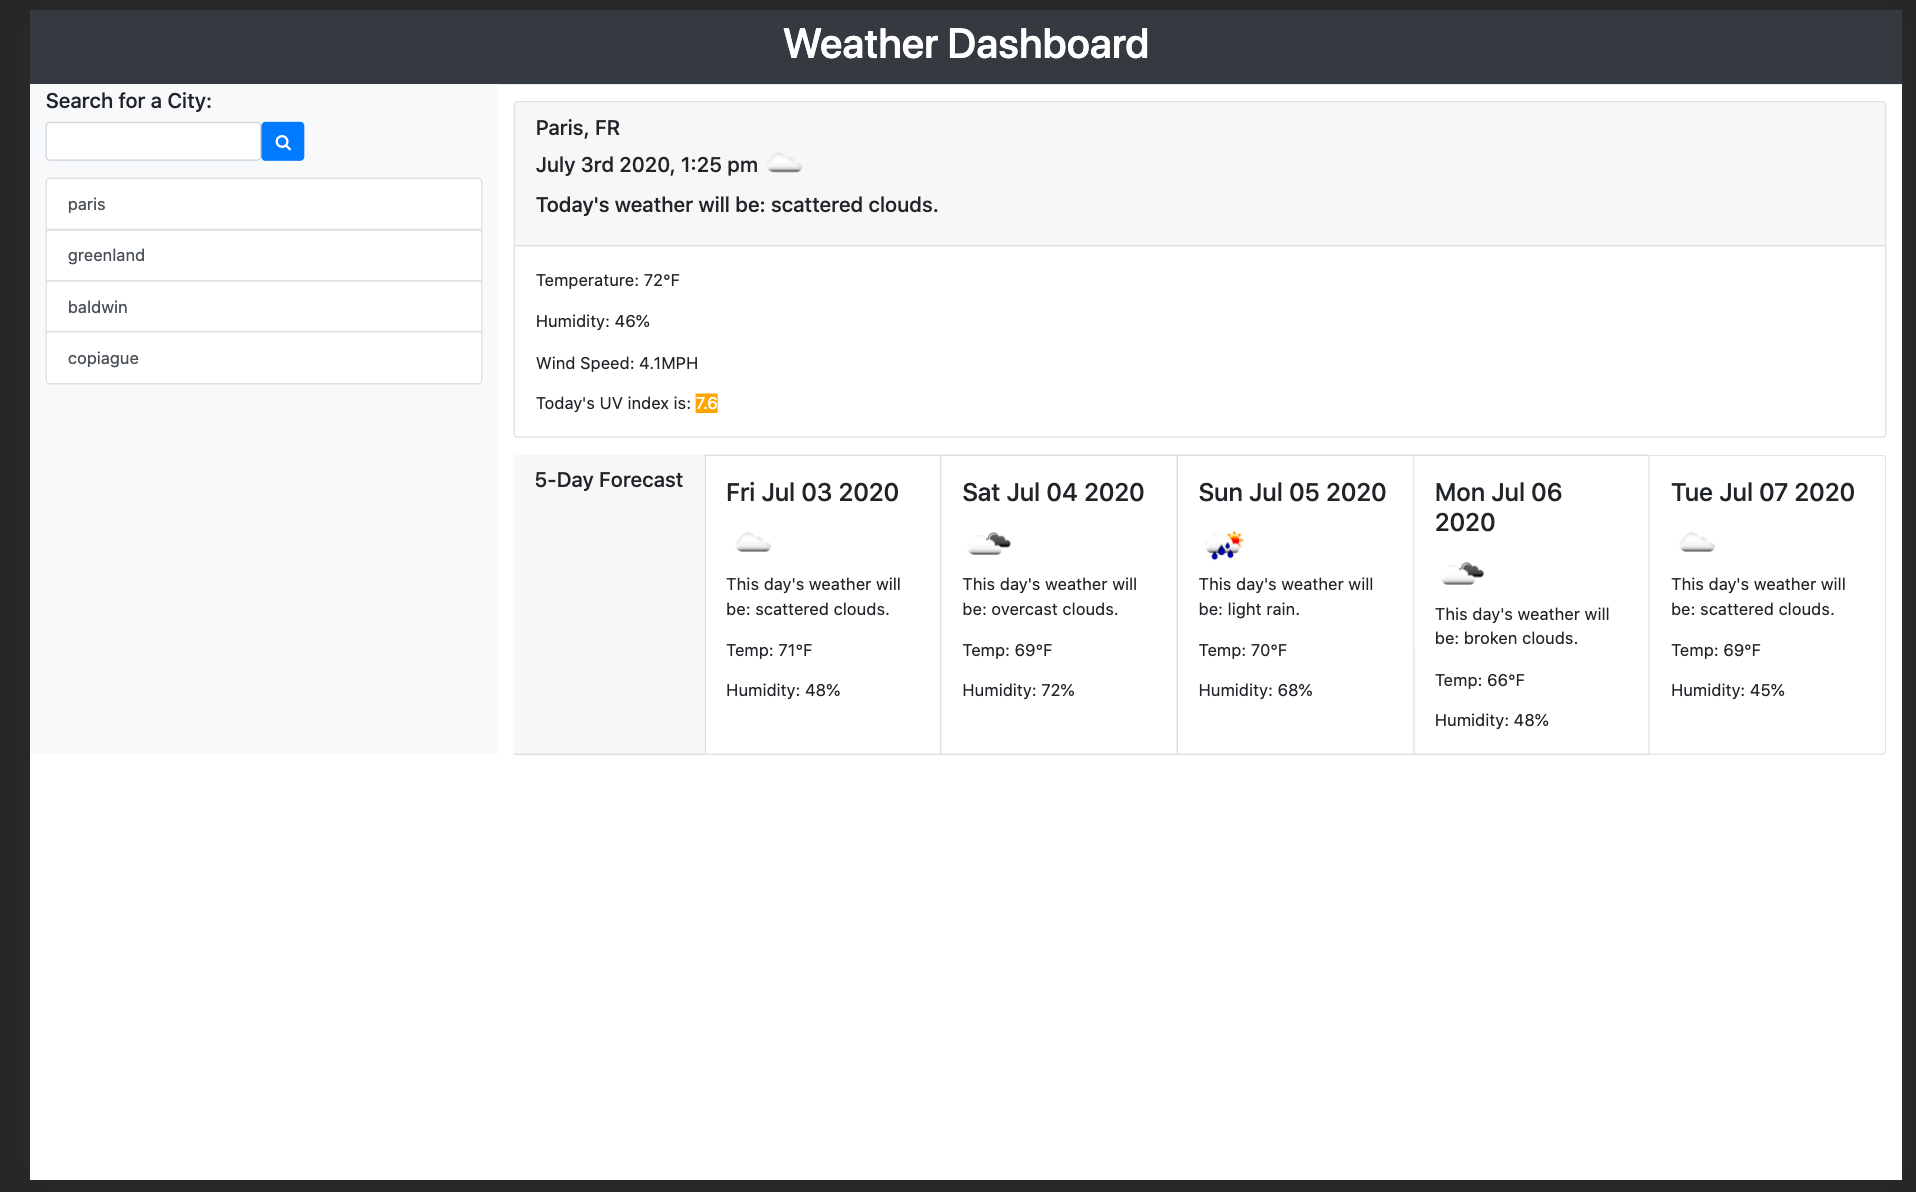 Weather Dashboard
Search for a City:
paris
greenland
baldwin
copiague
Paris, FR
July 3rd 2020, 1:25 pm
Today's weather will be: scattered clouds.
Temperature: 72°F
Humidity: 46%
Wind Speed: 4.1MPH
Today's UV index is: 7.6
5-Day Forecast
Fri Jul 03 2020
This day's weather will
be: scattered clouds.
Temp: 71°F
Humidity: 48%
Sat Jul 04 2020
This day's weather will
be: overcast clouds.
Temp: 69°F
Humidity: 72%
Sun Jul 05 2020
This day's weather will
be: light rain.
Temp: 70°F
Humidity: 68%
Mon Jul 06
2020
This day's weather will
be: broken clouds.
Temp: 66°F
Humidity: 48%
Tue Jul 07 2020
This day's weather will
be: scattered clouds.
Temp: 69°F
Humidity: 45%